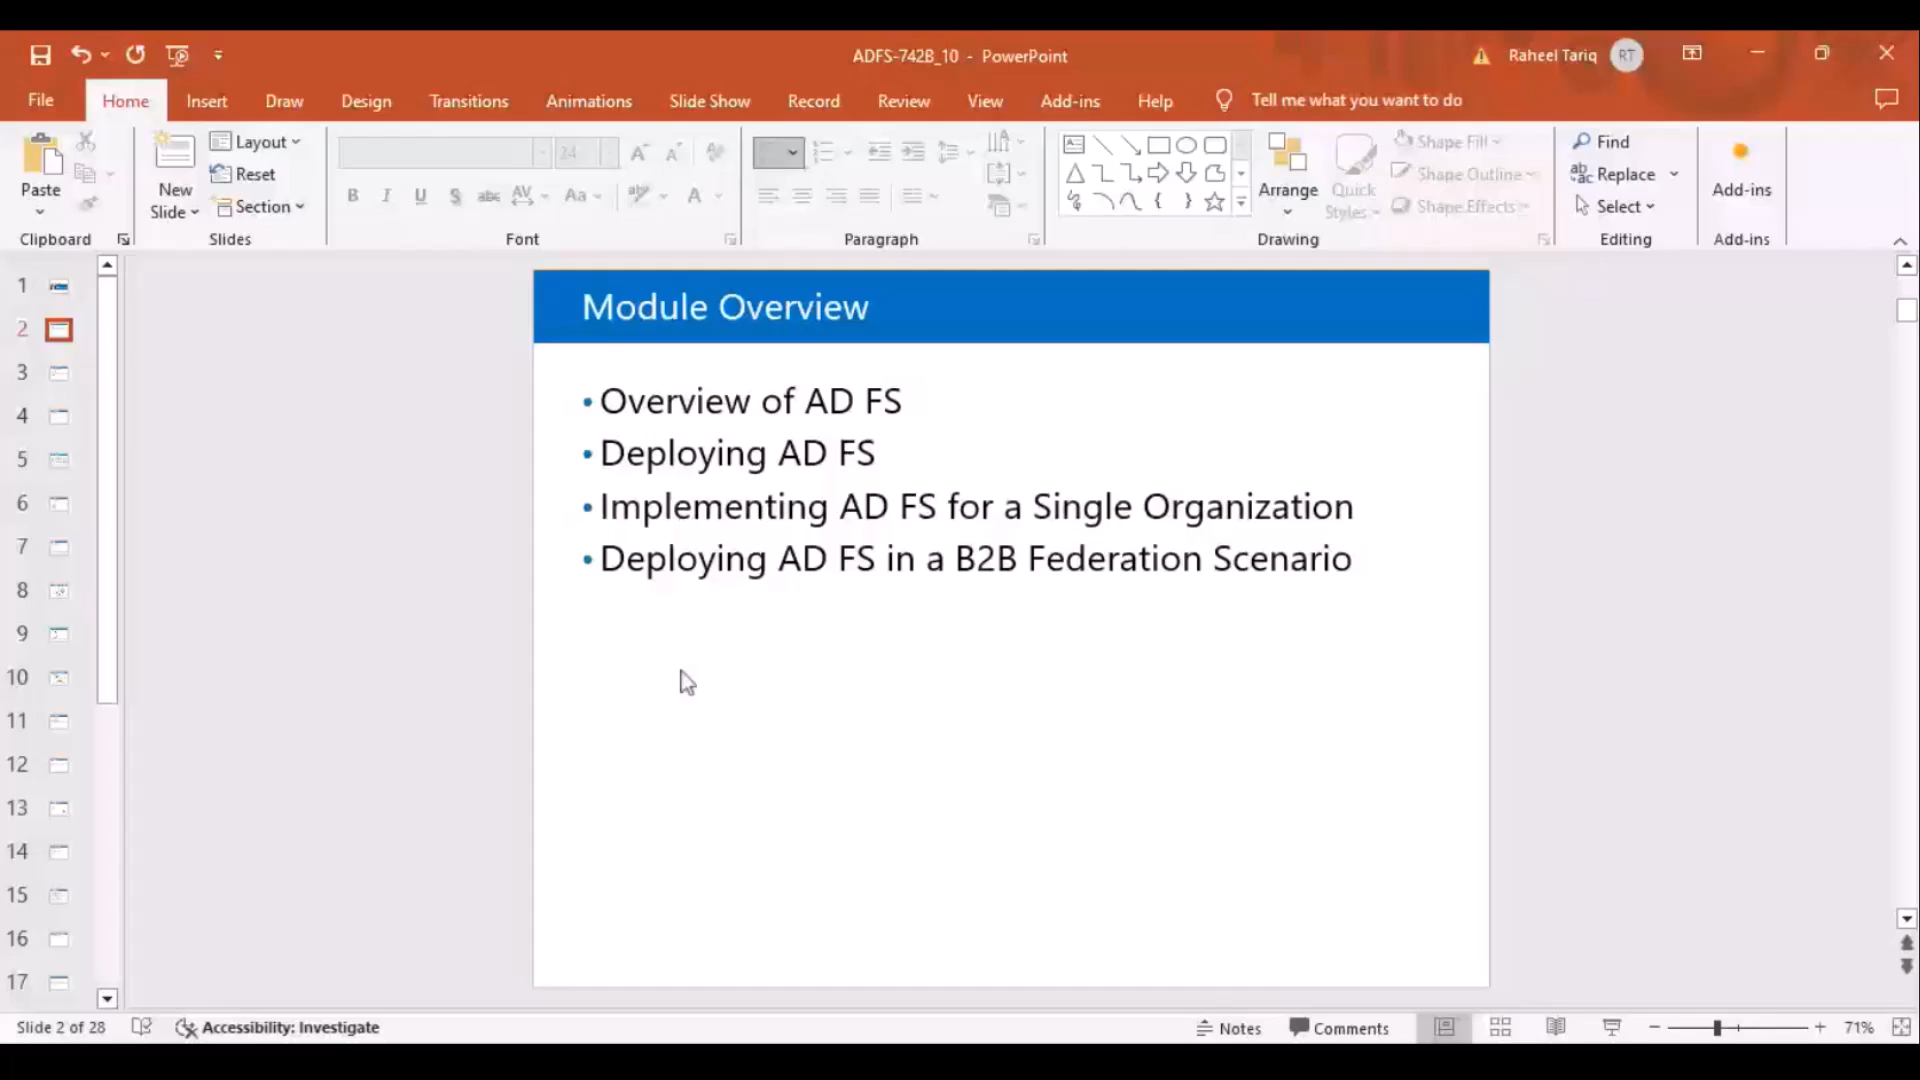 ADFS-742B_10 - PowerPoint
Raheel Tariq RT
File Home Insert Draw Design Transitions Animations Slide Show Record Review View Add-ins Help Tell me what you want to do
Paste
Clipboard
New Slide
Layout
Reset
Section
Slides
24
B I U S abc AV Aa A
Font
Paragraph
Arrange
Quick Styles
Shape Fill
Shape Outline
Shape Effects
Drawing
Find
Replace
Select
Editing
Add-ins
Add-ins
1
2
3
4
5
6
7
8
9
10
11
12
13
14
15
16
17
Module Overview
• Overview of AD FS
• Deploying AD FS
• Implementing AD FS for a Single Organization
• Deploying AD FS in a B2B Federation Scenario
Slide 2 of 28 Accessibility: Investigate Notes Comments 71%